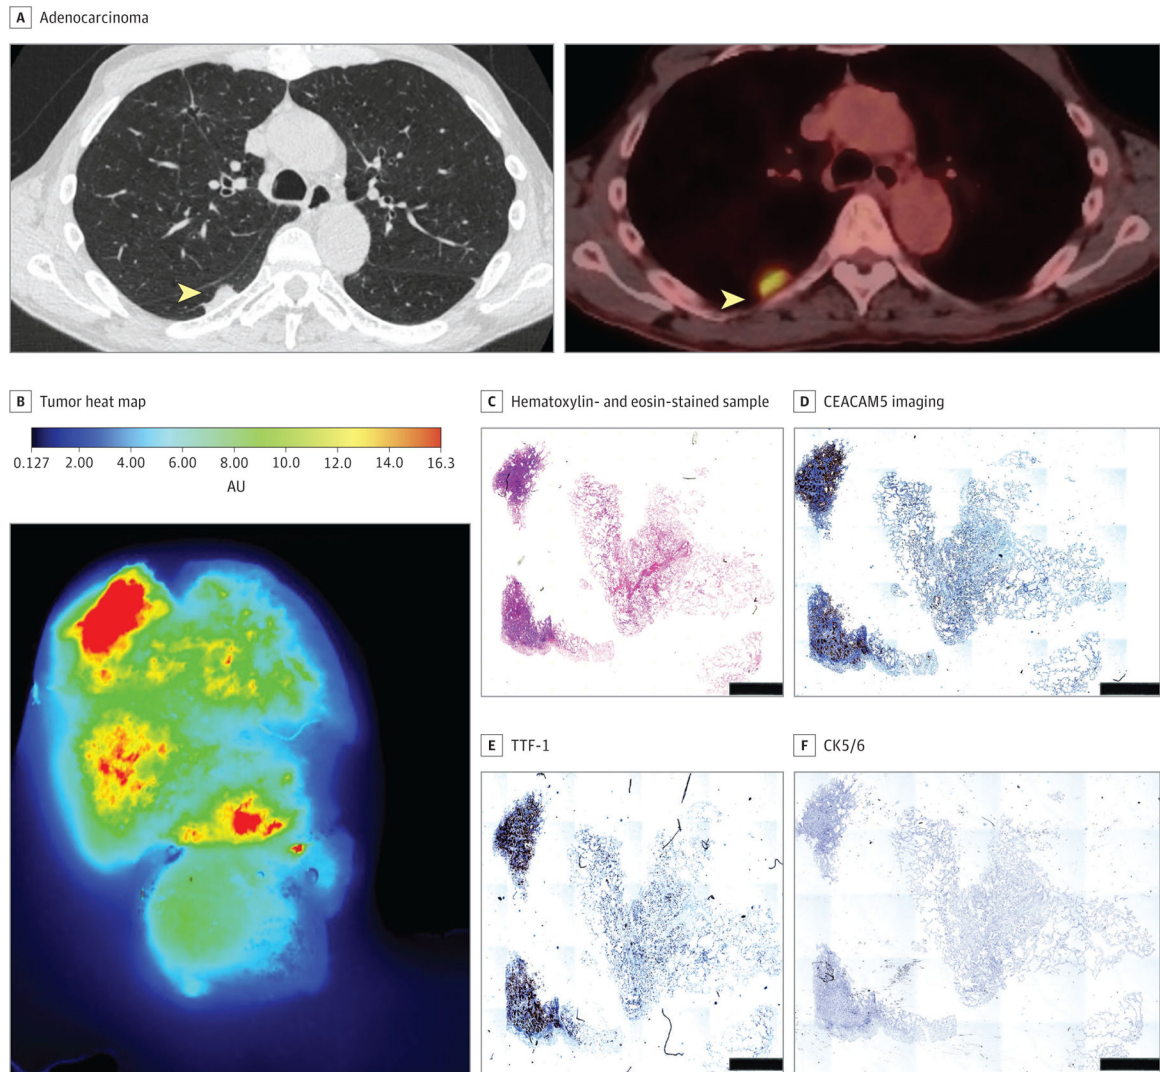 A Adenocarcinoma
B Tumor heat map
0.127 2.00 4.00 6.00 8.00 10.0 12.0 14.0 16.3
AU
C Hematoxylin- and eosin-stained sample
D CEACAM5 imaging
E TTF-1
F CK5/6